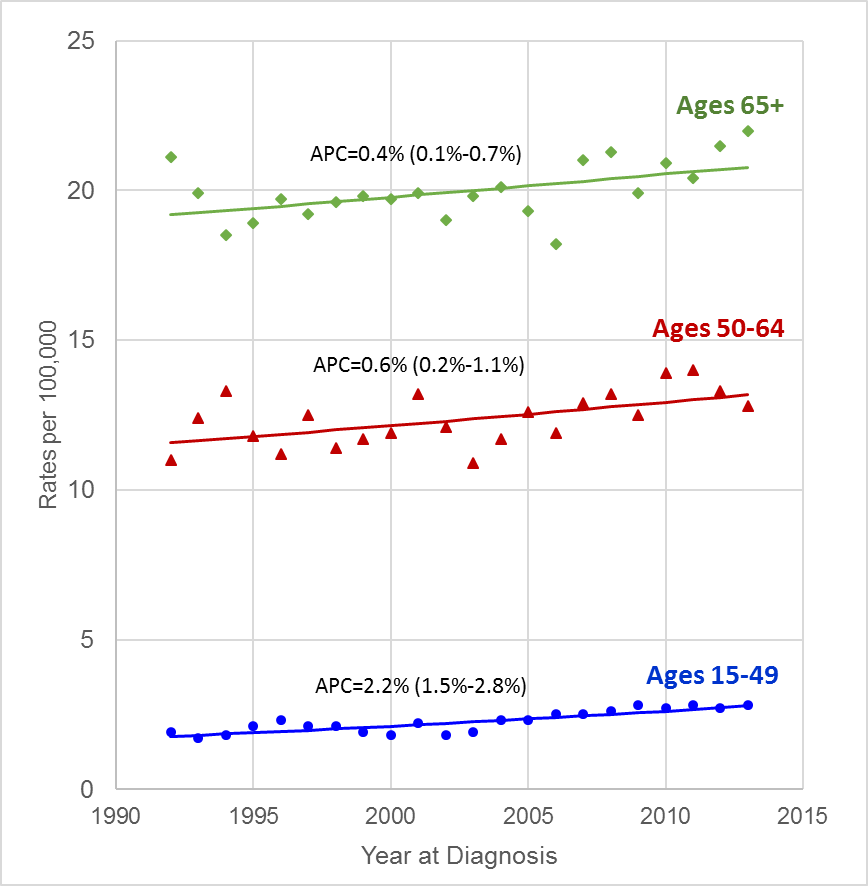 25
Ages 65+
APC=0.4% (0.1%-0.7%)
20
15
Ages 50-64
APC=0.6% (0.2%-1.1%)
Rates per 100,000
10
5
Ages 15-49
APC=2.2% (1.5%-2.8%)
0
1990 1995 2000 2005 2010 2015
Year at Diagnosis